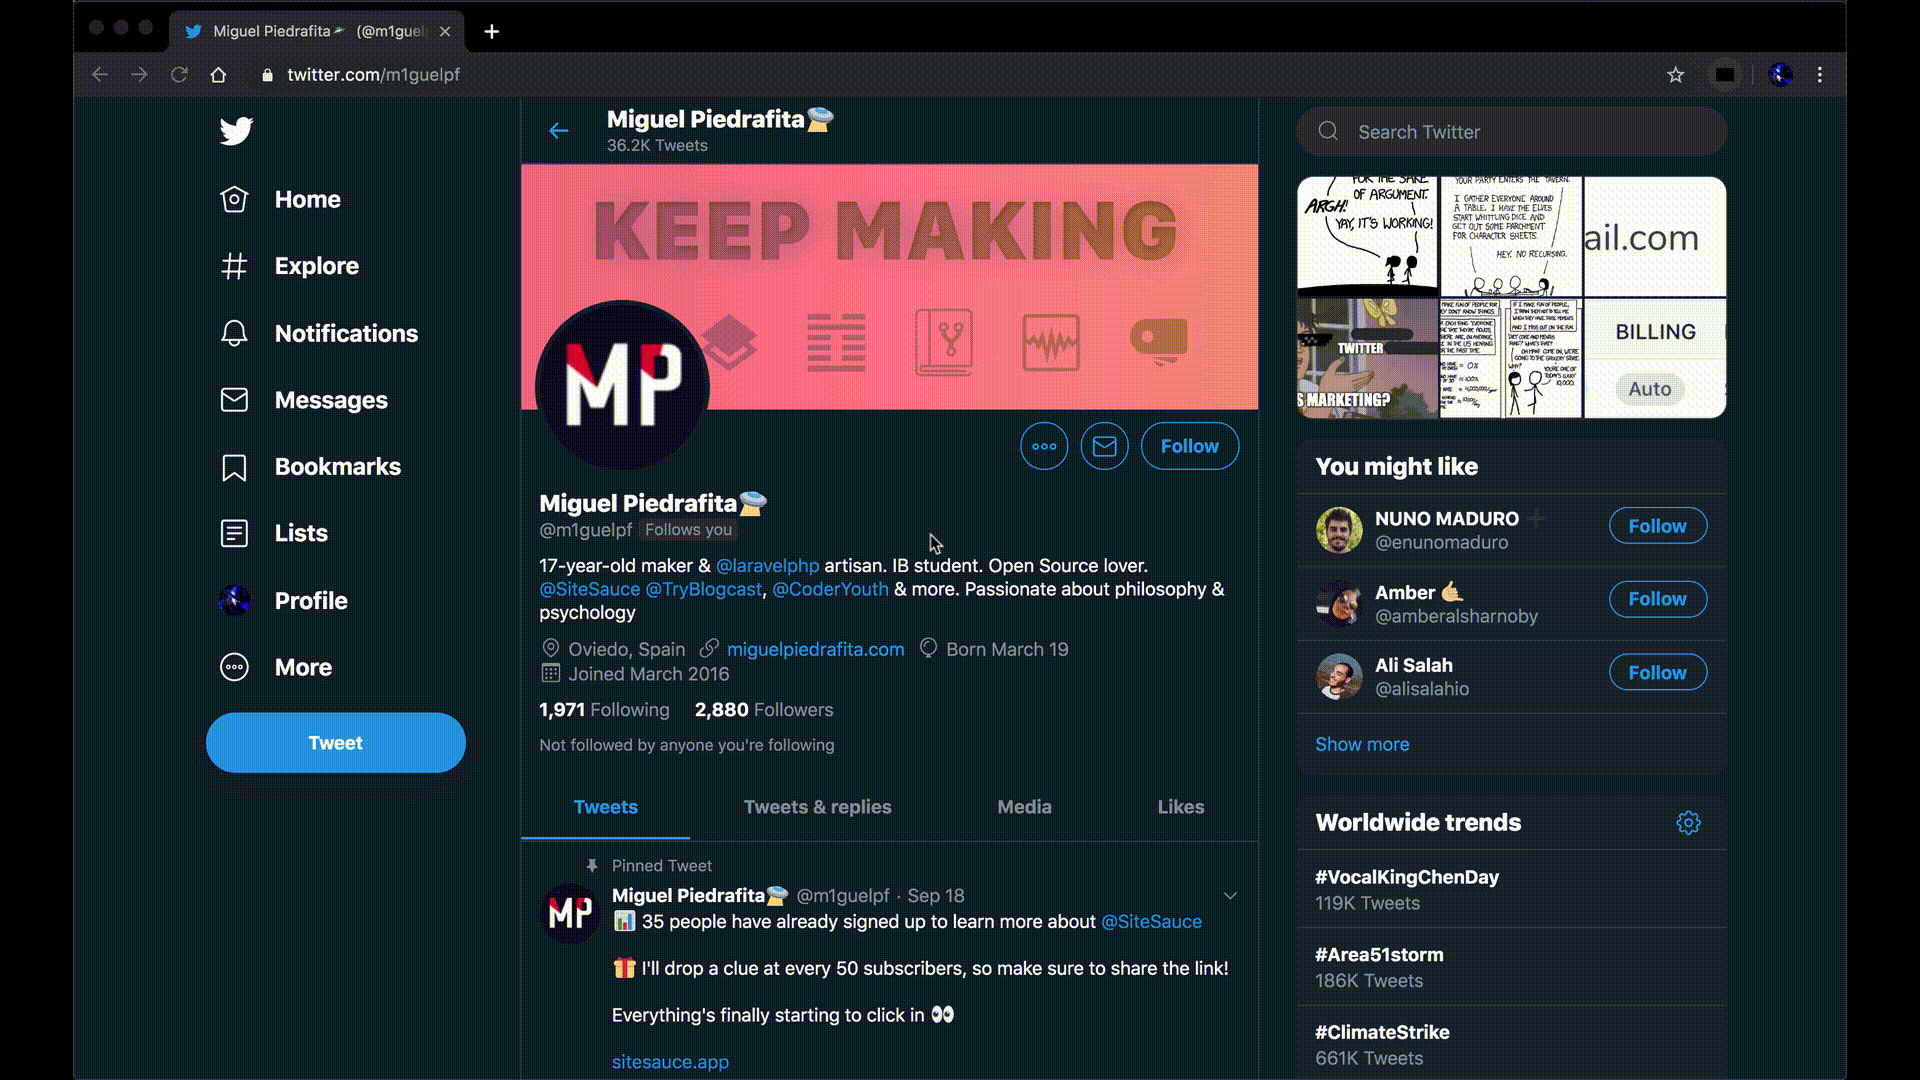 Miguel Piedrafita (@m1guel
twitter.com/m1guelpf
Home
Explore
Notifications
Messages
Bookmarks
Lists
Profile
More
Tweet
Miguel Piedrafita
36.2K Tweets
KEEP MAKING
MP
Follow
Miguel Piedrafita
@m1guelpf Follows you
17-year-old maker & @laravelphp artisan. IB student. Open Source lover.
@SiteSauce @TryBlogcast, @CoderYouth & more. Passionate about philosophy &
psychology
Oviedo, Spain miguelpiedrafita.com Born March 19
Joined March 2016
1,971 Following 2,880 Followers
Not followed by anyone you're following
Tweets Tweets & replies Media Likes
Pinned Tweet
MP
Miguel Piedrafita @m1guelpf · Sep 18
35 people have already signed up to learn more about @SiteSauce
I'll drop a clue at every 50 subscribers, so make sure to share the link!
Everything's finally starting to click in
sitesauce.app
Search Twitter
FOR THE SAKE
OF ARGUMENT.
ARGH!
YAY, IT'S WORKING!
YOUR PARTY ENTERS THE TAVERN.
I GATHER EVERYONE AROUND
A TABLE. I HAVE THE ELVES
START WHITTLING DICE AND
GET OUT SOME PARCHMENT
FOR CHARACTER SHEETS.
HEY, NO RECURSING.
ail.com
TWITTER
S MARKETING?
BILLING
Auto
You might like
NUNO MADURO
@enunomaduro
Follow
Amber
@amberalsharnoby
Follow
Ali Salah
@alisalahio
Follow
Show more
Worldwide trends
#VocalKingChenDay
119K Tweets
#Area51storm
186K Tweets
#ClimateStrike
661K Tweets